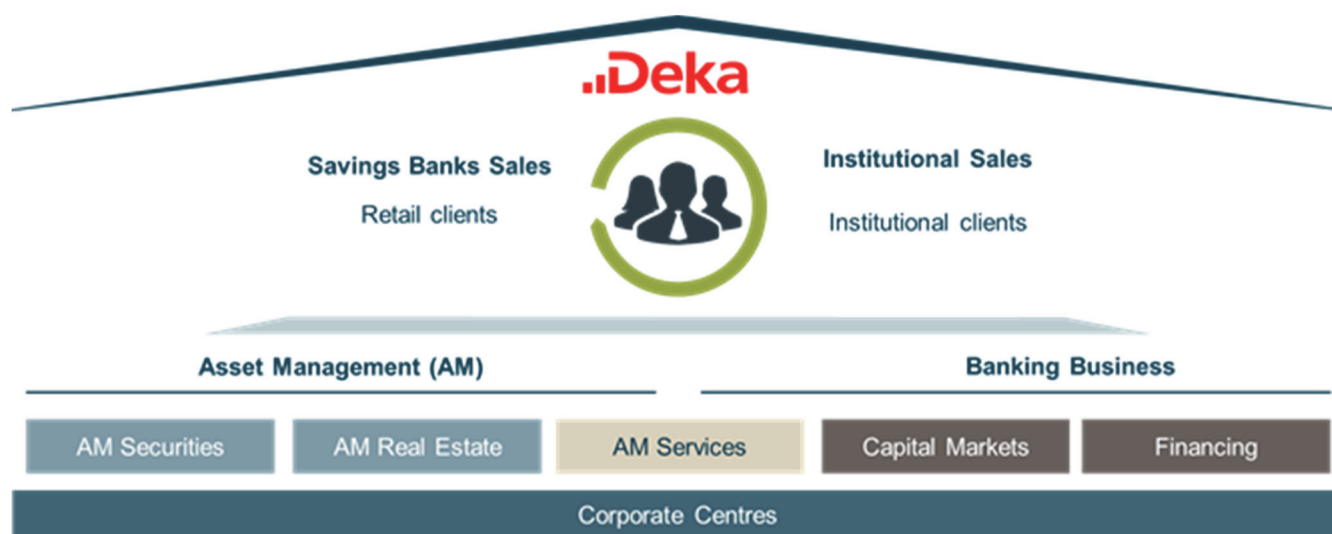 Deka
Savings Banks Sales
Retail clients
Institutional Sales
Institutional clients
Asset Management (AM)
Banking Business
AM Securities
AM Real Estate
AM Services
Capital Markets
Financing
Corporate Centres